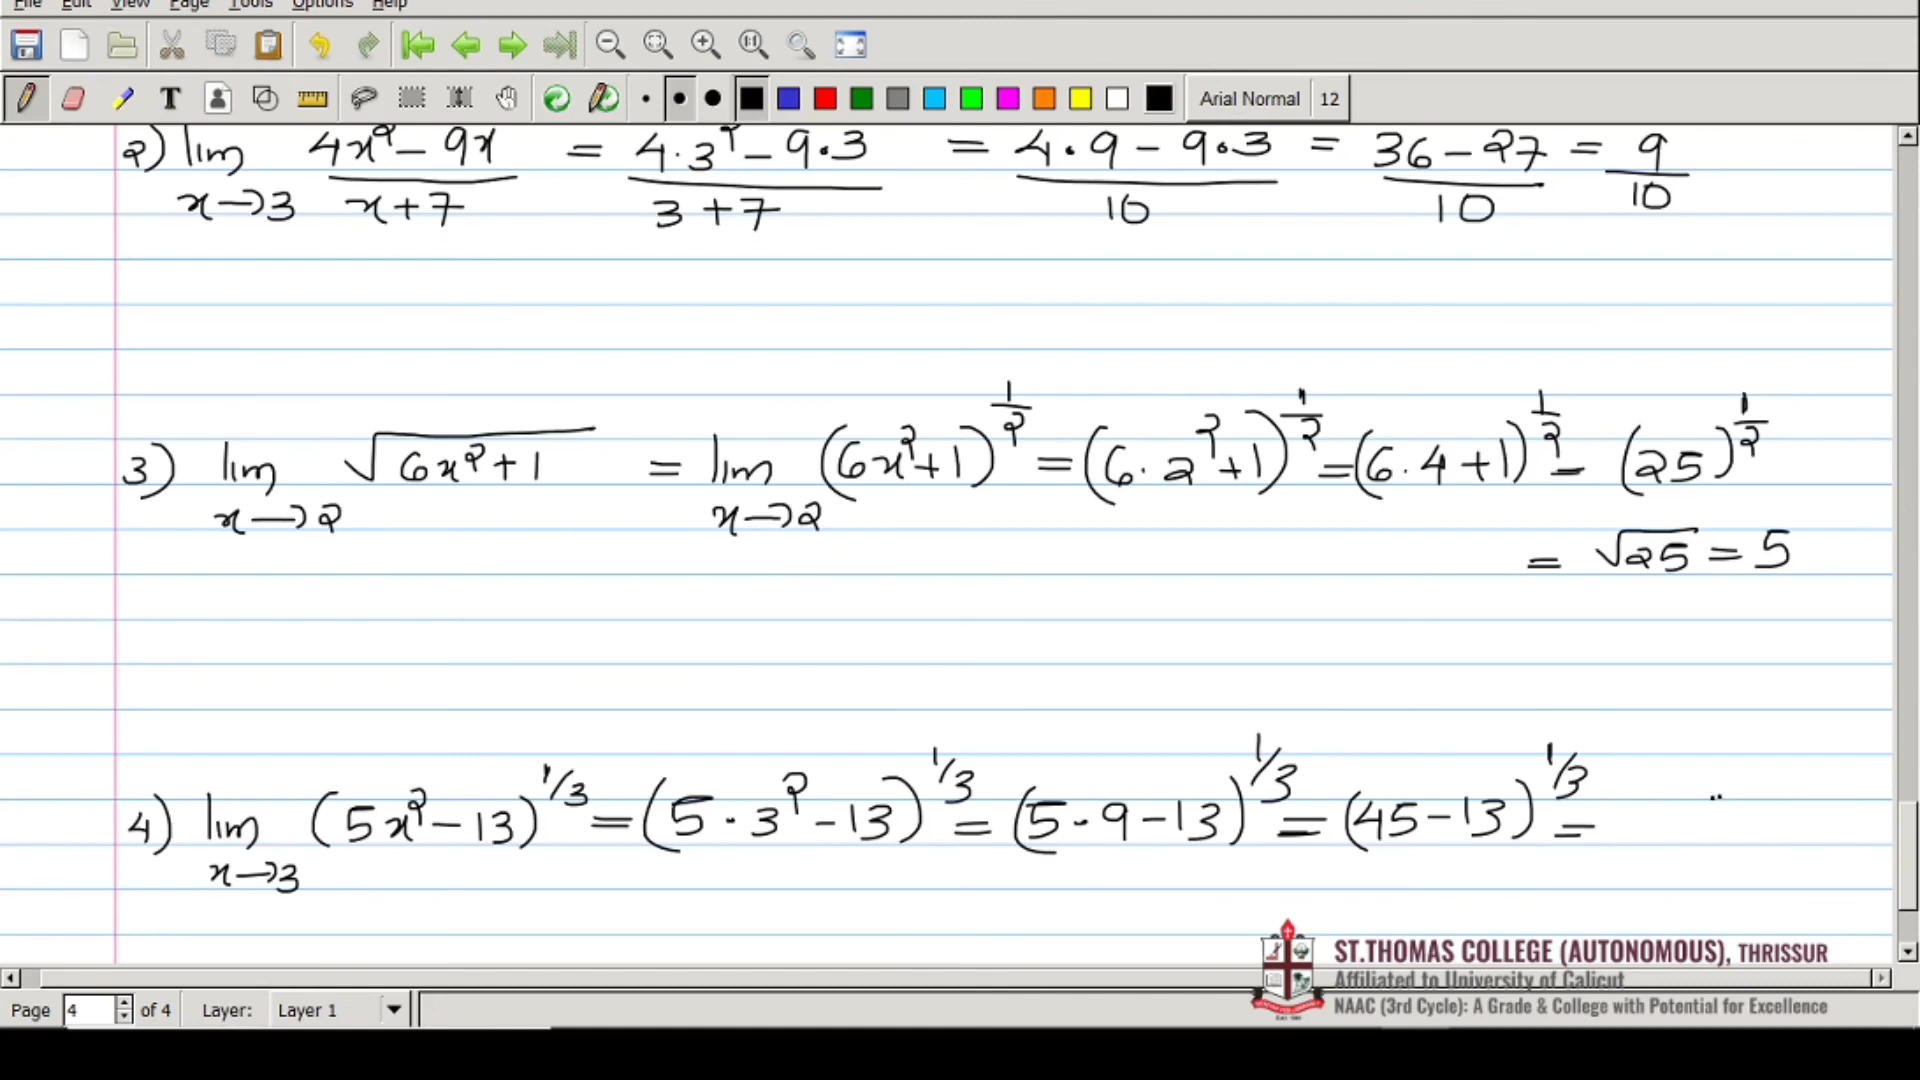 File Edit View Page Tools Options Help
T Arial Normal 12
2) lim 4x² - 9x / x+7 = 4·3² - 9·3 / 3+7 = 4·9 - 9·3 / 10 = 36-27 / 10 = 9/10
x→3
3) lim √(6x²+1) = lim (6x²+1)^1/2 = (6·2²+1)^1/2 = (6·4+1)^1/2 = (25)^1/2
x→2 x→2
= √25 = 5
4) lim (5x²-13)^1/3 = (5·3²-13)^1/3 = (5·9-13)^1/3 = (45-13)^1/3 =
x→3
ST.THOMAS COLLEGE (AUTONOMOUS), THRISSUR
Affiliated to University of Calicut
NAAC (3rd Cycle): A Grade & College with Potential for Excellence
Page 4 of 4 Layer: Layer 1